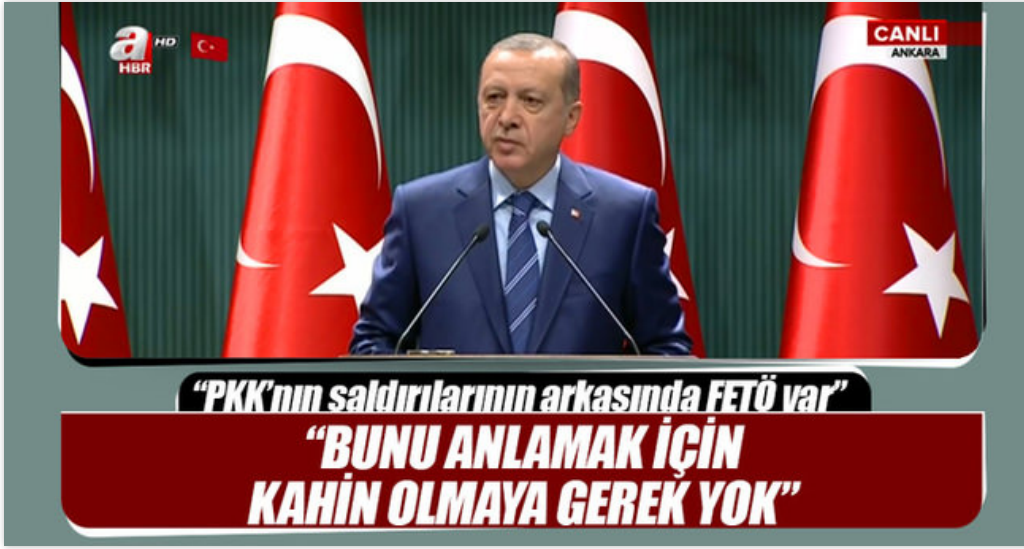 a HD
HBR
CANLI
ANKARA
“PKK’nın saldırılarının arkasında FETÖ var”
“BUNU ANLAMAK İÇİN
KAHİN OLMAYA GEREK YOK”